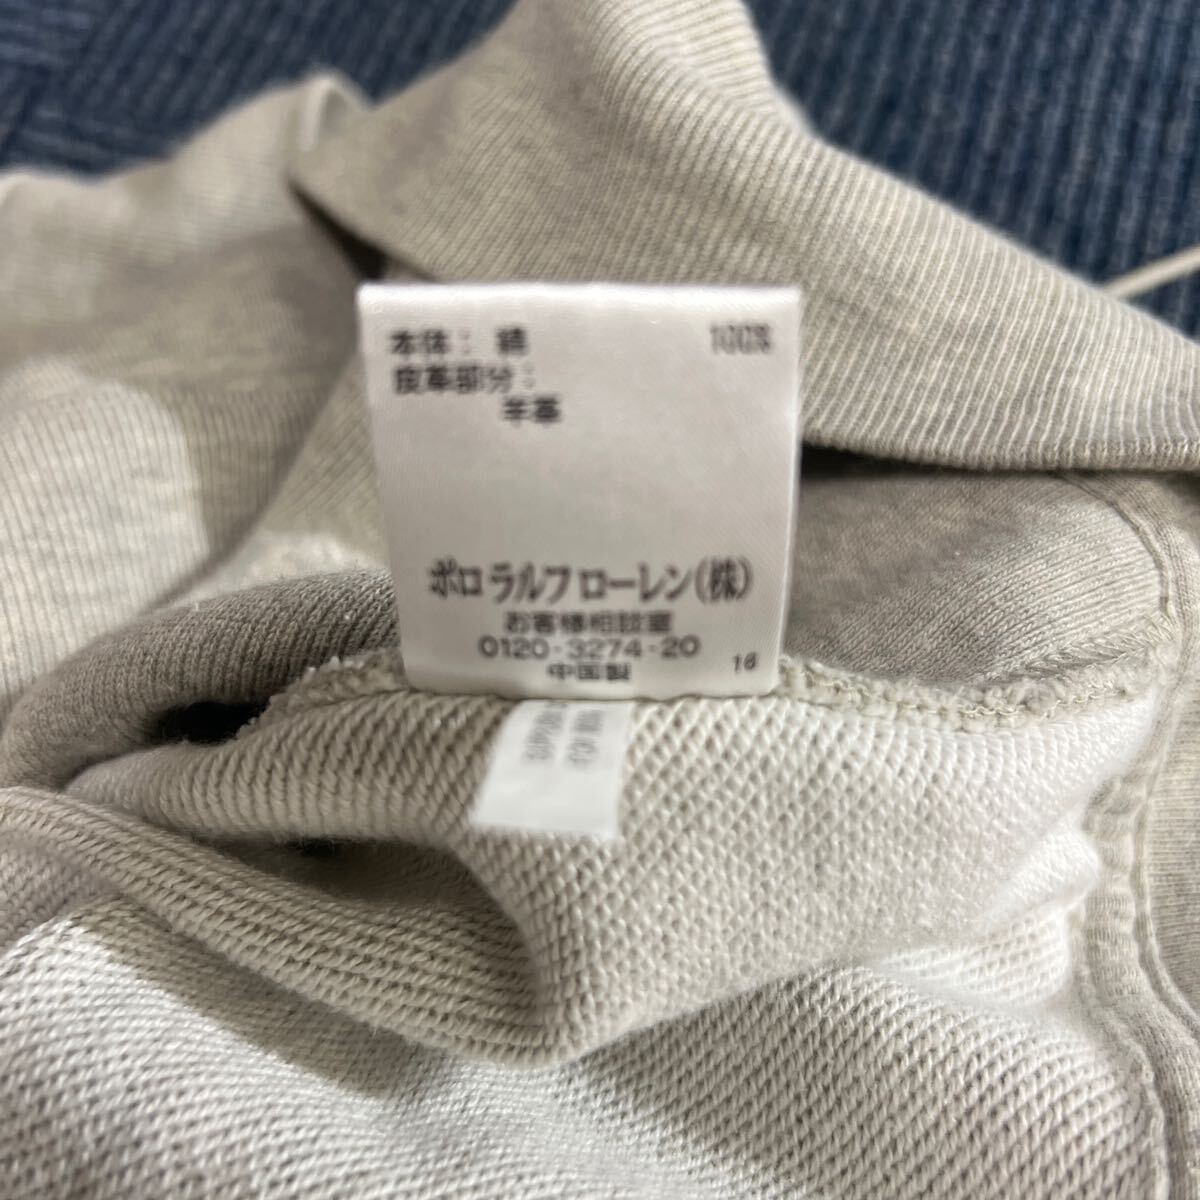 本体： 綿 100%
皮革部分：
羊革
ポロ ラルフ ローレン(株)
お客様相談室
0120-3274-20
中国製 16